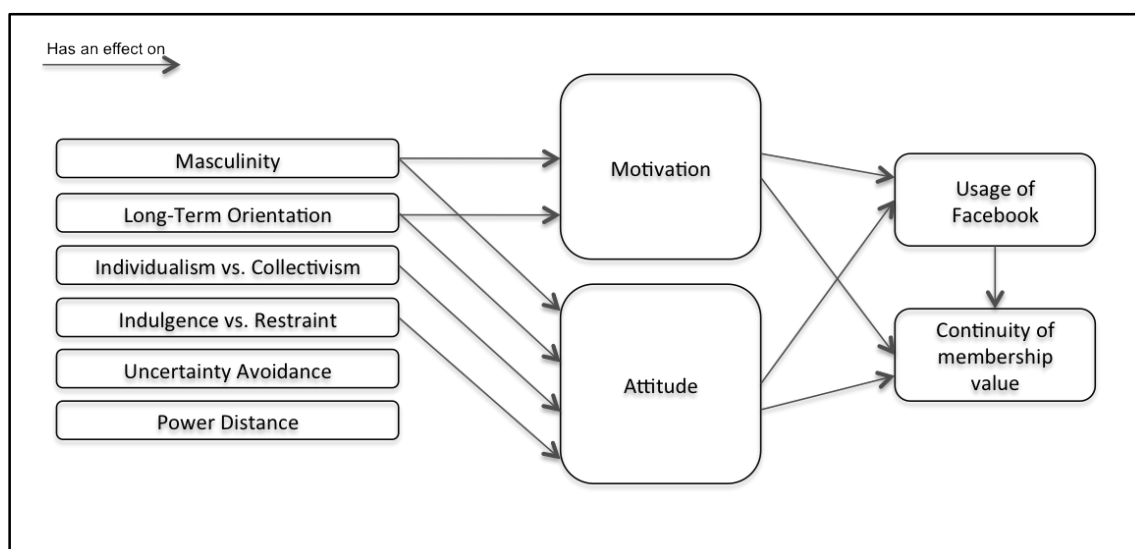 Has an effect on
Masculinity
Long-Term Orientation
Individualism vs. Collectivism
Indulgence vs. Restraint
Uncertainty Avoidance
Power Distance
Motivation
Attitude
Usage of
Facebook
Continuity of
membership
value